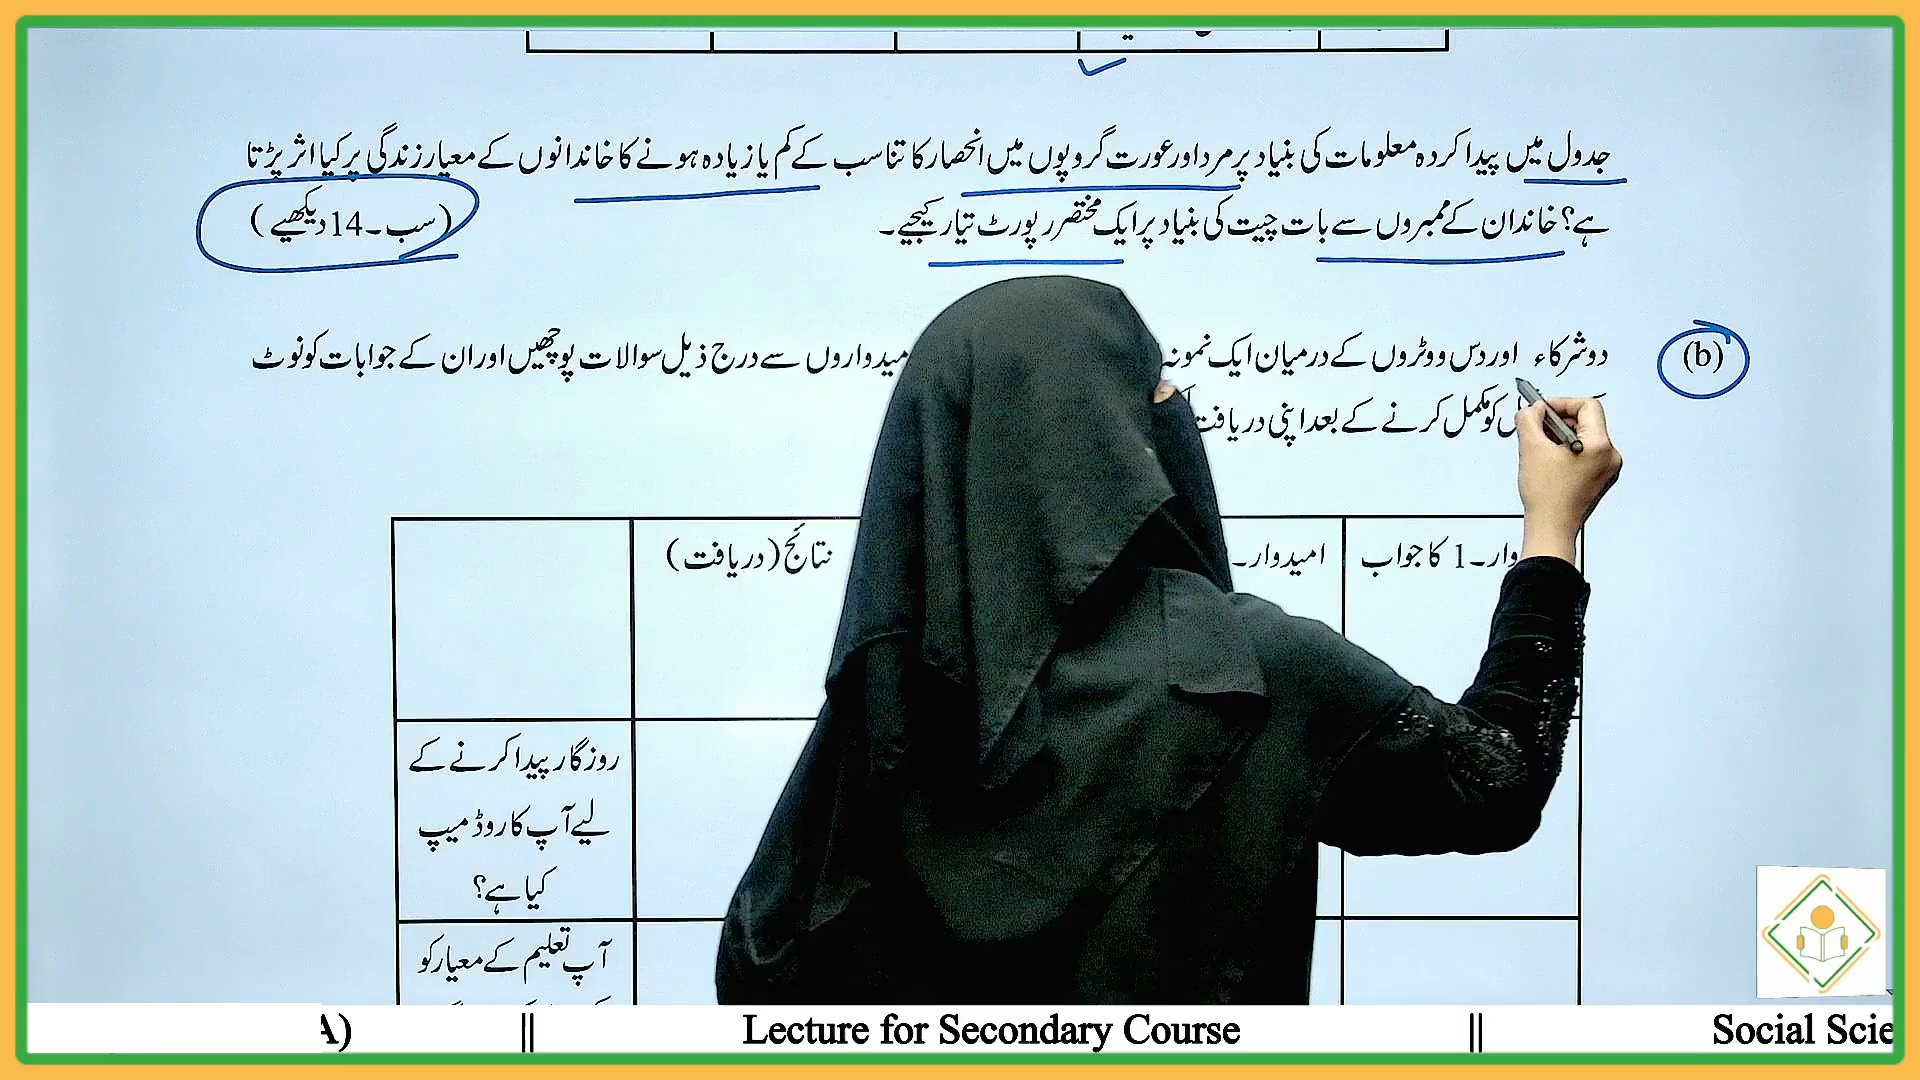 جدول میں پیدا کردہ معلومات کی بنیاد پر مرد اور عورت گروپوں میں انحصار کا تناسب کے کم یا زیادہ ہونے کا خاندانوں کے معیار زندگی پر کیا اثر پڑتا
ہے؟ خاندان کے ممبروں سے بات چیت کی بنیاد پر ایک مختصر رپورٹ تیار کیجیے۔ (سبـ14 دیکھیے)
(b) دو شرکاء اور دس ووٹروں کے درمیان ایک نمونہ میدواروں سے درج ذیل سوالات پوچھیں اور ان کے جوابات کو نوٹ
کو مکمل کرنے کے بعد اپنی دریافت
وارـ1 کا جواب امیدوارـ نتائج (دریافت)
روزگار پیدا کرنے کے
لیے آپ کا روڈ میپ
کیا ہے؟
آپ تعلیم کے معیار کو
A) || Lecture for Secondary Course || Social Scie